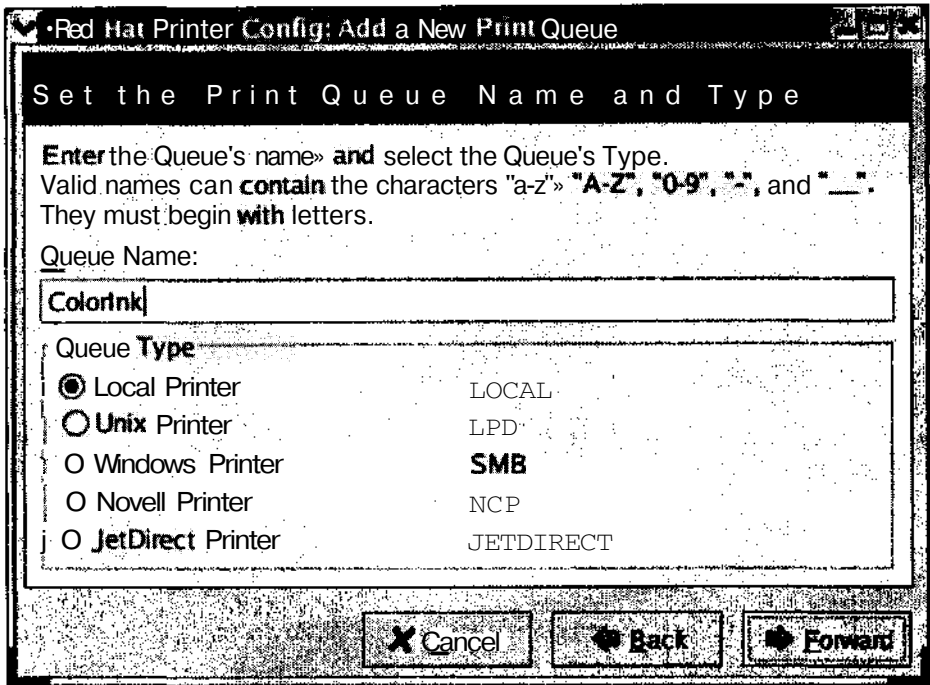 •Red Hat Printer Config: Add a New Print Queue
Set the Print Queue Name and Type
Enter the Queue's name» and select the Queue's Type.
Valid names can contain the characters "a-z"» "A-Z", "0-9", "-", and "__".
They must begin with letters.
Queue Name:
ColorInk
Queue Type
Local Printer LOCAL
O Unix Printer LPD
O Windows Printer SMB
O Novell Printer NCP
j O JetDirect Printer JETDIRECT
Cancel Back Forward